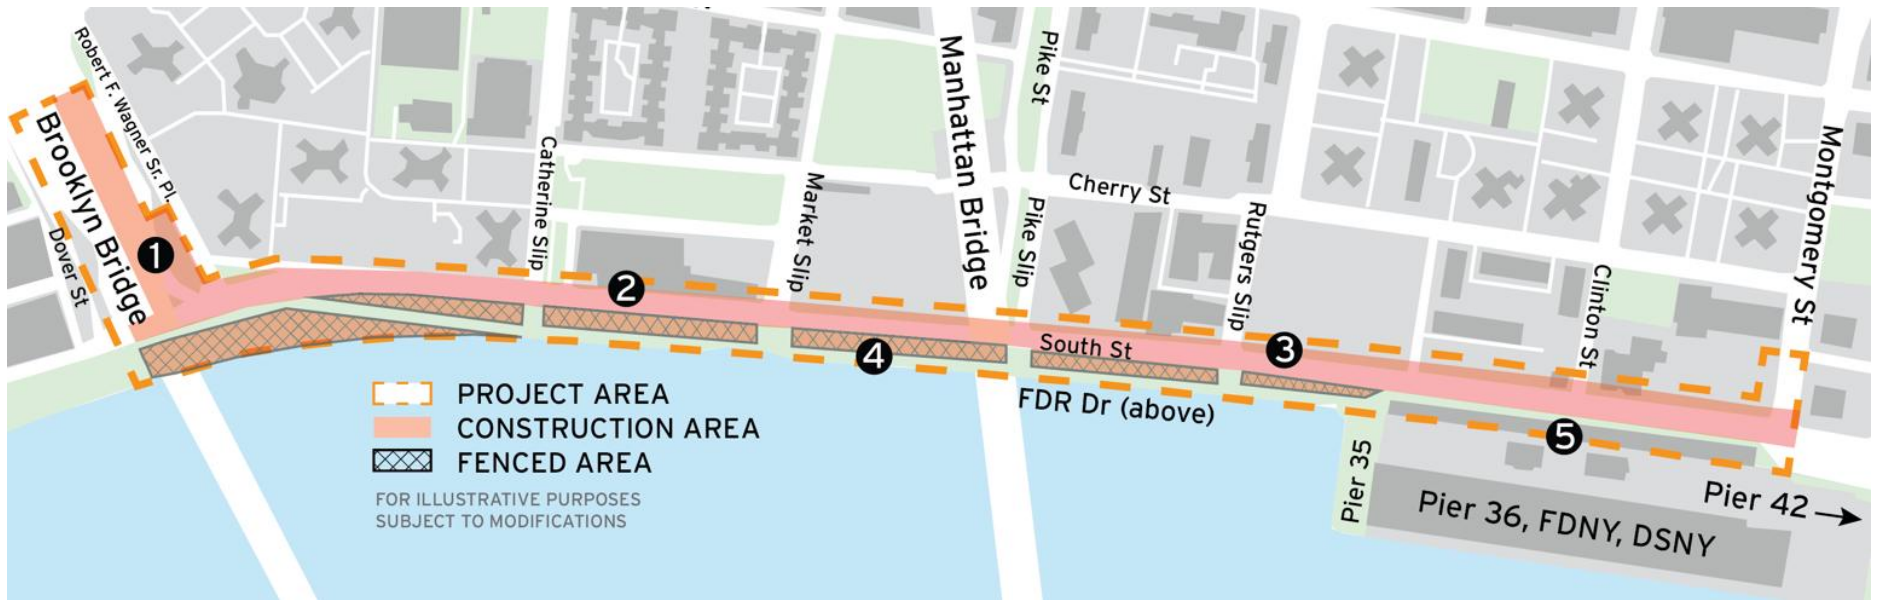 Robert F. Wagner Sr. Pl.
Brooklyn Bridge
Dover St
Catherine Slip
Market Slip
Manhattan Bridge
Pike St
Pike Slip
Cherry St
Rutgers Slip
Clinton St
Montgomery St
1
2
3
4
5
South St
FDR Dr (above)
Pier 35
Pier 36, FDNY, DSNY
Pier 42
PROJECT AREA
CONSTRUCTION AREA
FENCED AREA
FOR ILLUSTRATIVE PURPOSES
SUBJECT TO MODIFICATIONS